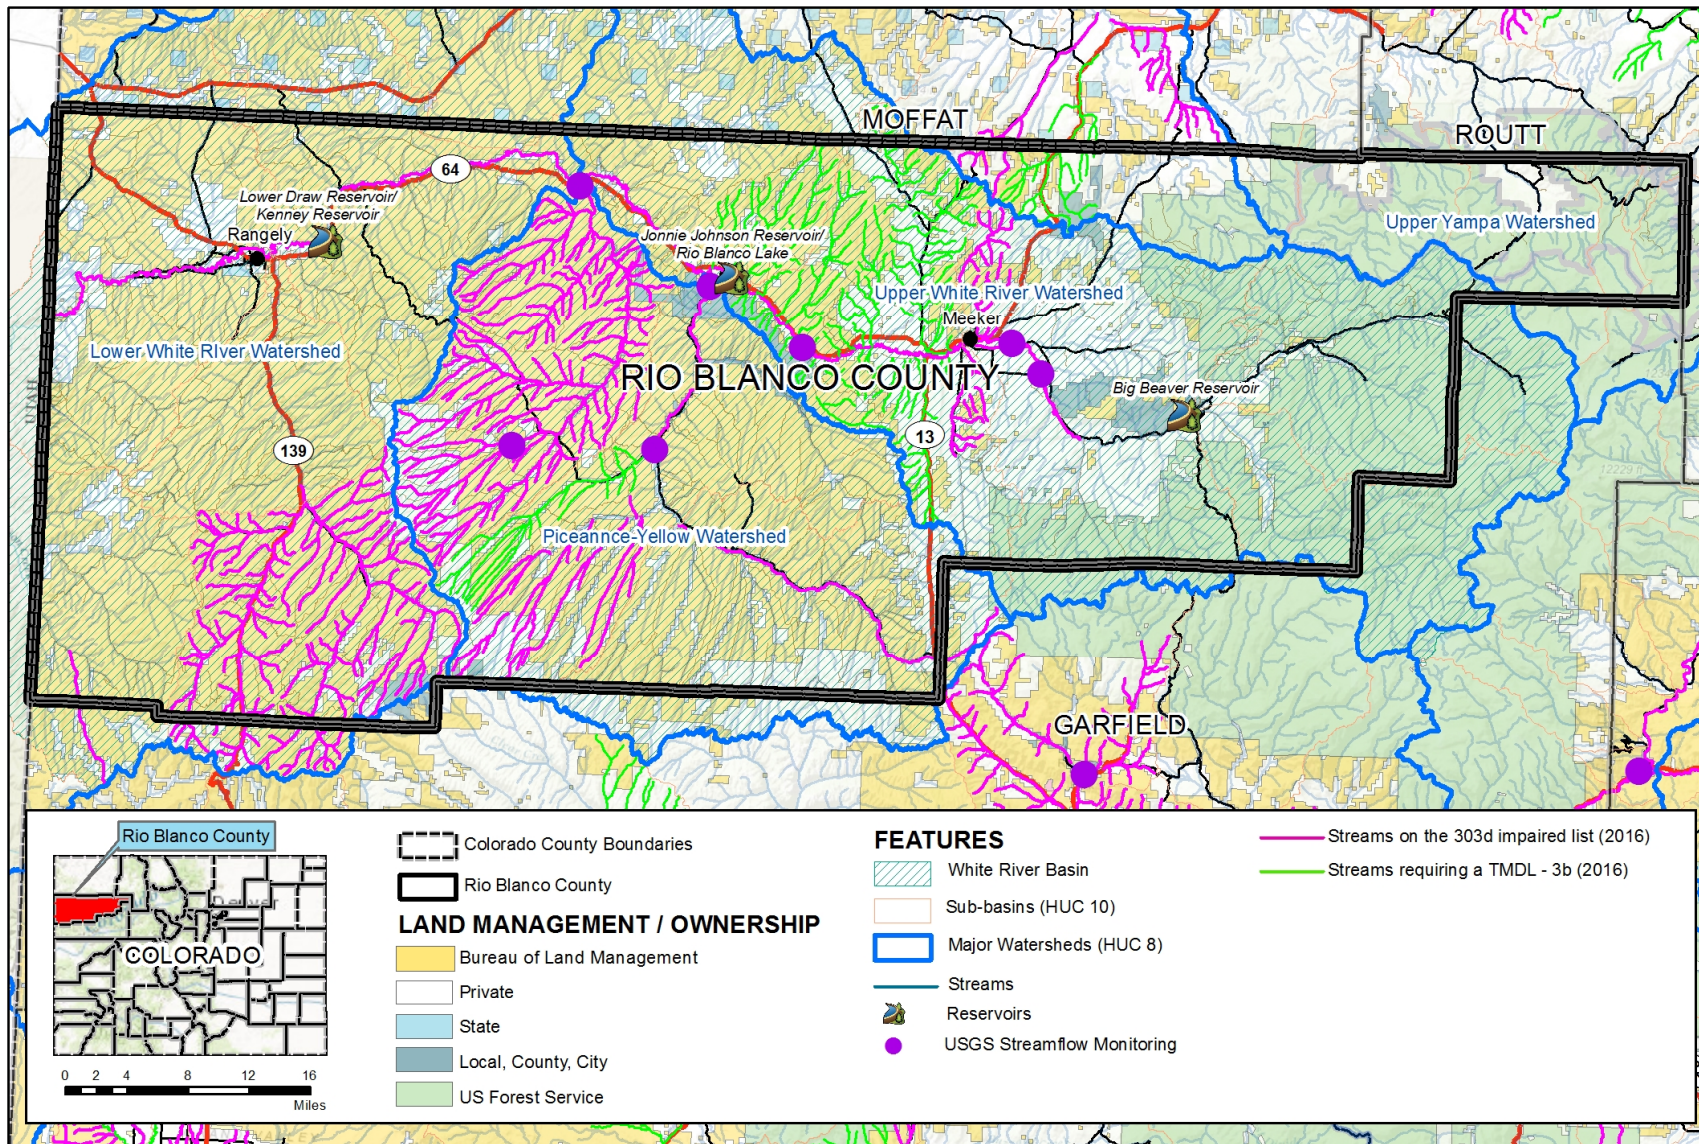 MOFFAT
ROUTT
64
Lower Draw Reservoir/
Kenney Reservoir
Rangely
Upper Yampa Watershed
Jonnie Johnson Reservoir/
Rio Blanco Lake
Upper White River Watershed
Meeker
Lower White RIver Watershed
RIO BLANCO COUNTY
Big Beaver Reservoir
139
13
Piceannce-Yellow Watershed
GARFIELD
Rio Blanco County
COLORADO
0 2 4 8 12 16
Miles
Colorado County Boundaries
Rio Blanco County
LAND MANAGEMENT / OWNERSHIP
Bureau of Land Management
Private
State
Local, County, City
US Forest Service
FEATURES
White River Basin
Sub-basins (HUC 10)
Major Watersheds (HUC 8)
Streams
Reservoirs
USGS Streamflow Monitoring
Streams on the 303d impaired list (2016)
Streams requiring a TMDL - 3b (2016)